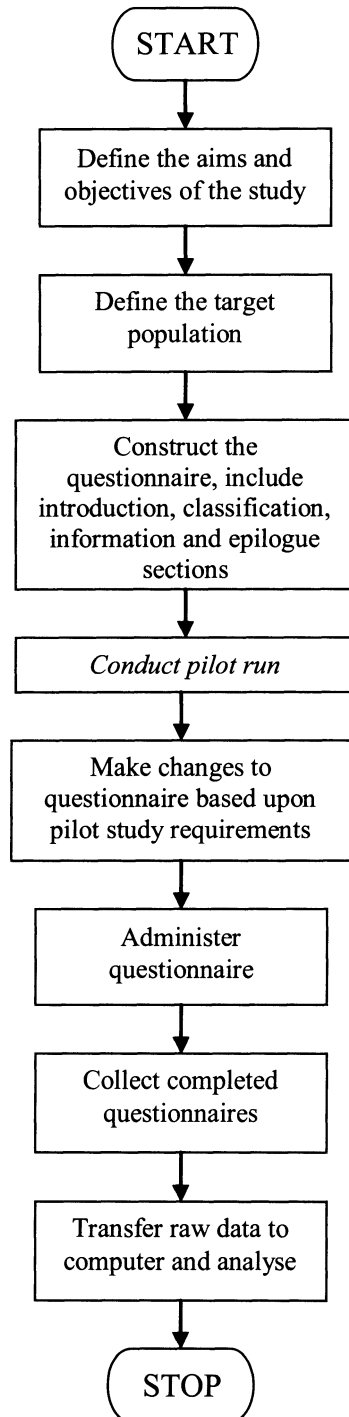 START
Define the aims and
objectives of the study
Define the target
population
Construct the
questionnaire, include
introduction, classification,
information and epilogue
sections
Conduct pilot run
Make changes to
questionnaire based upon
pilot study requirements
Administer
questionnaire
Collect completed
questionnaires
Transfer raw data to
computer and analyse
STOP